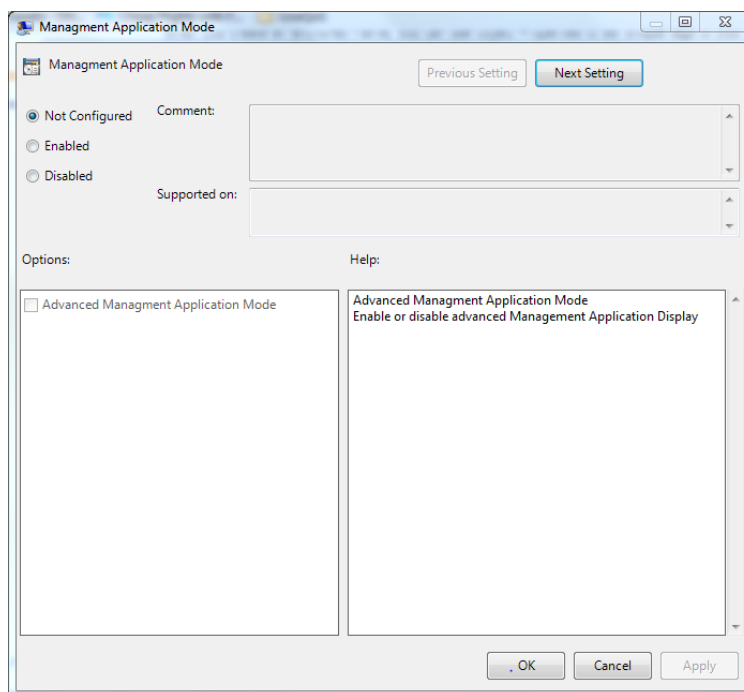 Managment Application Mode
Managment Application Mode
Previous Setting
Next Setting
Not Configured
Comment:
Enabled
Disabled
Supported on:
Options:
Help:
Advanced Managment Application Mode
Advanced Managment Application Mode
Enable or disable advanced Management Application Display
OK
Cancel
Apply